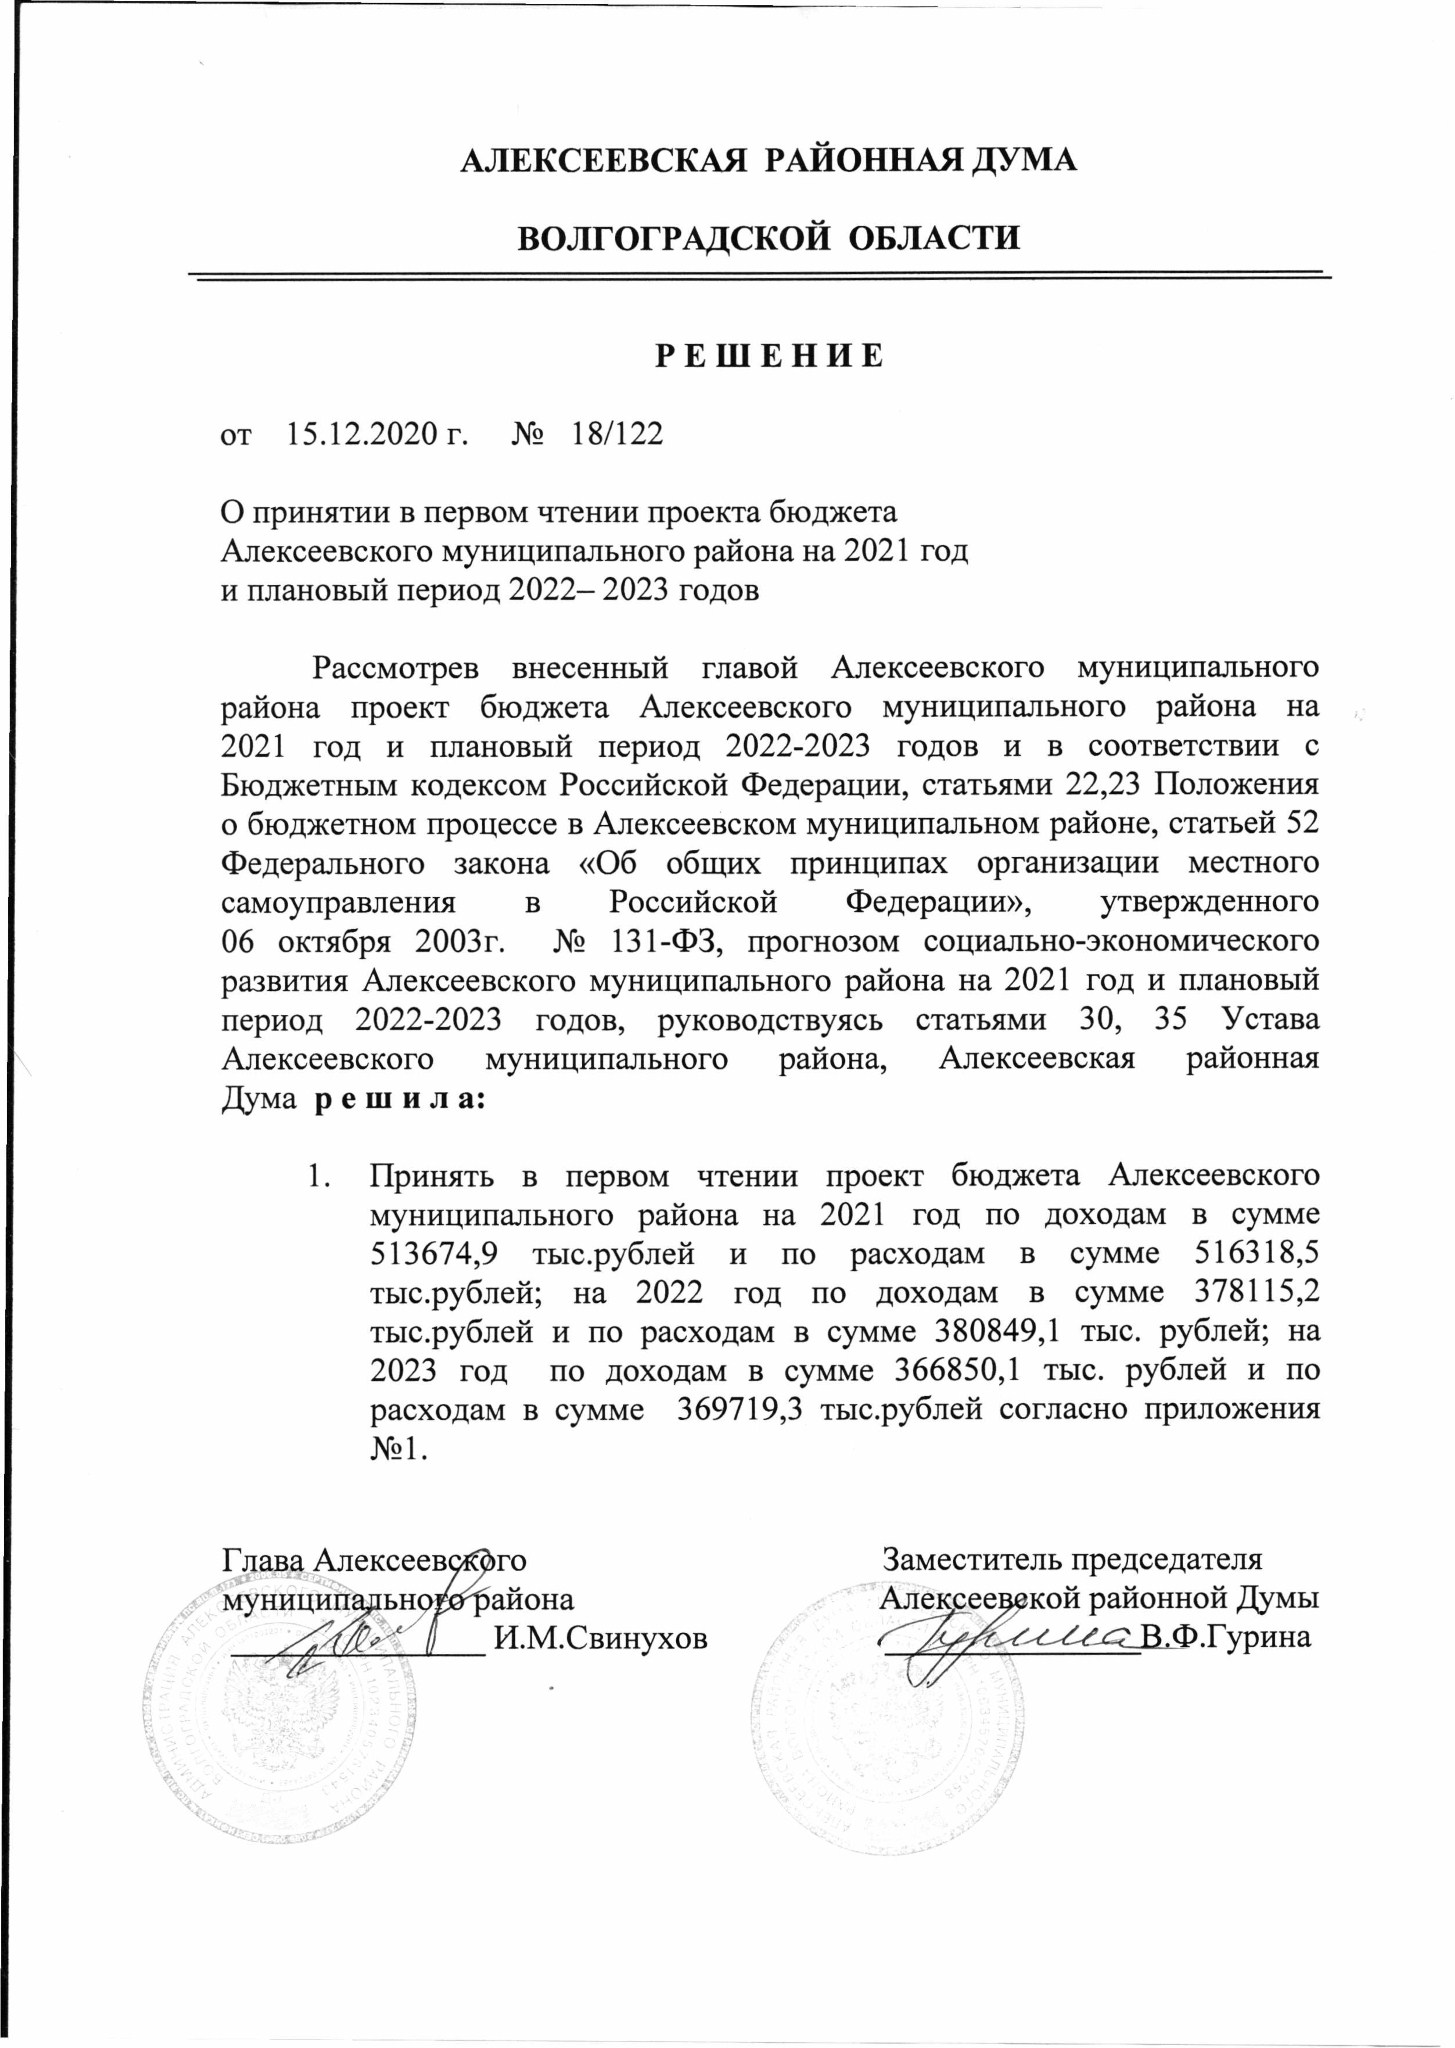 АЛЕКСЕЕВСКАЯ РАЙОННАЯ ДУМА
ВОЛГОГРАДСКОЙ ОБЛАСТИ
Р Е Ш Е Н И Е
от 15.12.2020 г. № 18/122
О принятии в первом чтении проекта бюджета
Алексеевского муниципального района на 2021 год
и плановый период 2022– 2023 годов
Рассмотрев внесенный главой Алексеевского муниципального
района проект бюджета Алексеевского муниципального района на
2021 год и плановый период 2022-2023 годов и в соответствии с
Бюджетным кодексом Российской Федерации, статьями 22,23 Положения
о бюджетном процессе в Алексеевском муниципальном районе, статьей 52
Федерального закона «Об общих принципах организации местного
самоуправления в Российской Федерации», утвержденного
06 октября 2003г. № 131-ФЗ, прогнозом социально-экономического
развития Алексеевского муниципального района на 2021 год и плановый
период 2022-2023 годов, руководствуясь статьями 30, 35 Устава
Алексеевского муниципального района, Алексеевская районная
Дума р е ш и л а:
1. Принять в первом чтении проект бюджета Алексеевского
муниципального района на 2021 год по доходам в сумме
513674,9 тыс.рублей и по расходам в сумме 516318,5
тыс.рублей; на 2022 год по доходам в сумме 378115,2
тыс.рублей и по расходам в сумме 380849,1 тыс. рублей; на
2023 год по доходам в сумме 366850,1 тыс. рублей и по
расходам в сумме 369719,3 тыс.рублей согласно приложения
№1.
Глава Алексеевского
муниципального района
И.М.Свинухов
Заместитель председателя
Алексеевской районной Думы
В.Ф.Гурина